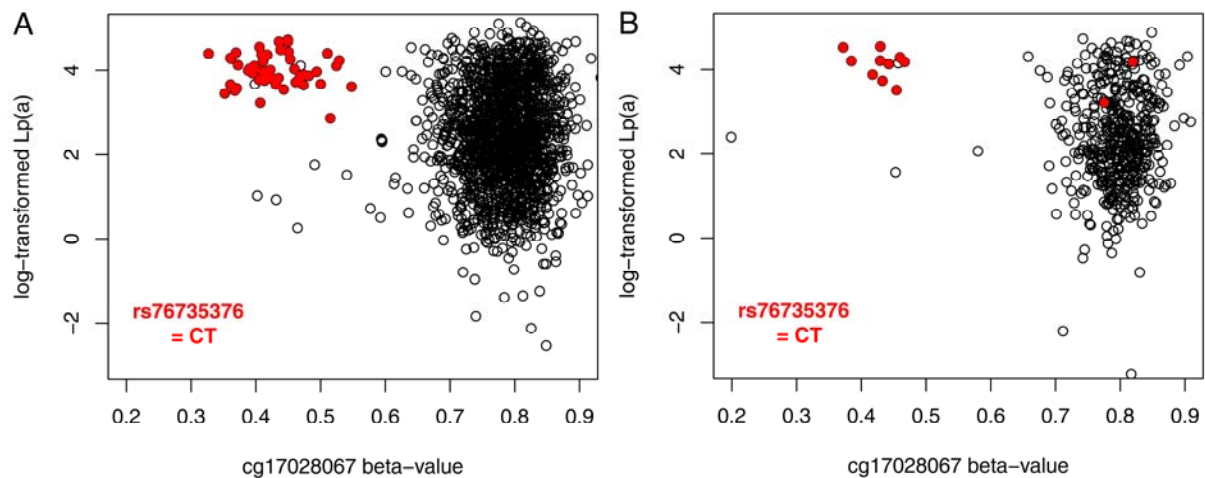 A
log-transformed Lp(a)
4
2
0
−2
rs76735376
= CT
0.2 0.3 0.4 0.5 0.6 0.7 0.8 0.9
cg17028067 beta-value
B
log-transformed Lp(a)
4
2
0
−2
rs76735376
= CT
0.2 0.3 0.4 0.5 0.6 0.7 0.8 0.9
cg17028067 beta-value